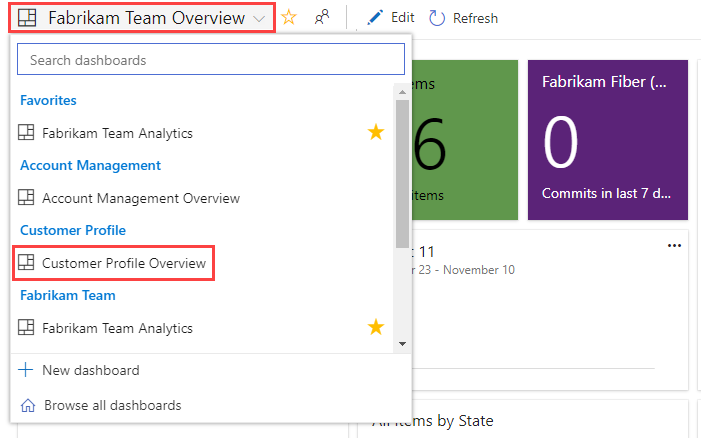 Fabrikam Team Overview
Edit
Refresh
Search dashboards
Favorites
Fabrikam Team Analytics
Account Management
Account Management Overview
Customer Profile
Customer Profile Overview
Fabrikam Team
Fabrikam Team Analytics
New dashboard
Browse all dashboards
6
items
Fabrikam Fiber (...
0
Commits in last 7 d...
11
23 - November 10
All Items by State